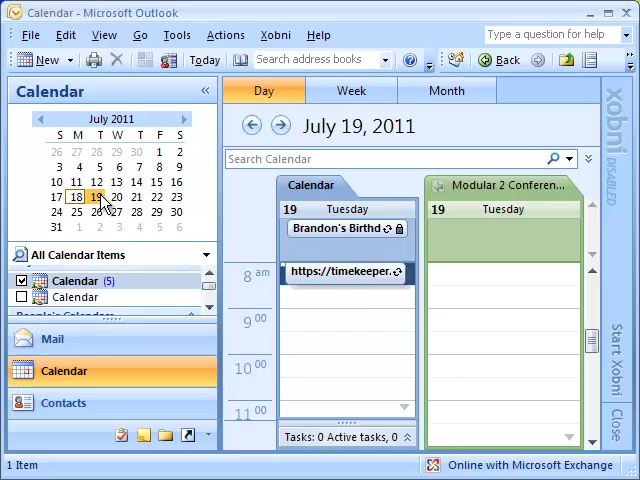 Calendar - Microsoft Outlook
File Edit View Go Tools Actions Xobni Help
Type a question for help
New Today Search address books Back
Calendar
July 2011
S M T W T F S
26 27 28 29 30 1 2
3 4 5 6 7 8 9
10 11 12 13 14 15 16
17 18 19 20 21 22 23
24 25 26 27 28 29 30
31 1 2 3 4 5 6
All Calendar Items
Calendar (5)
Calendar
People's Calendars
Mail
Calendar
Contacts
Day Week Month
July 19, 2011
Search Calendar
Calendar
Modular 2 Conferen...
19 Tuesday
19 Tuesday
Brandon's Birthd
8 am
https://timekeeper.
9 00
10 00
11 00
Tasks: 0 Active tasks, 0
xobni
DISABLED
Start Xobni
Close
1 Item
Online with Microsoft Exchange